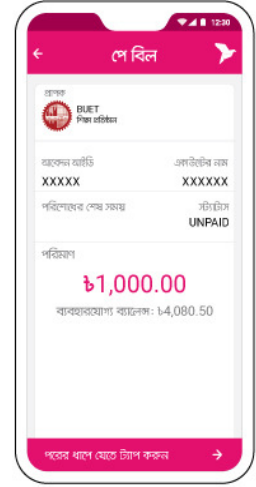 12:30
পে বিল
প্রাপক
BUET
শিক্ষা প্রতিষ্ঠান
আবেদন আইডি
একাউন্টের নাম
XXXXX
XXXXXX
পরিশোধের শেষ সময়
স্ট্যাটাস
UNPAID
পরিমাণ
৳1,000.00
ব্যবহারযোগ্য ব্যালেন্স: ৳4,080.50
পরের ধাপে যেতে ট্যাপ করুন